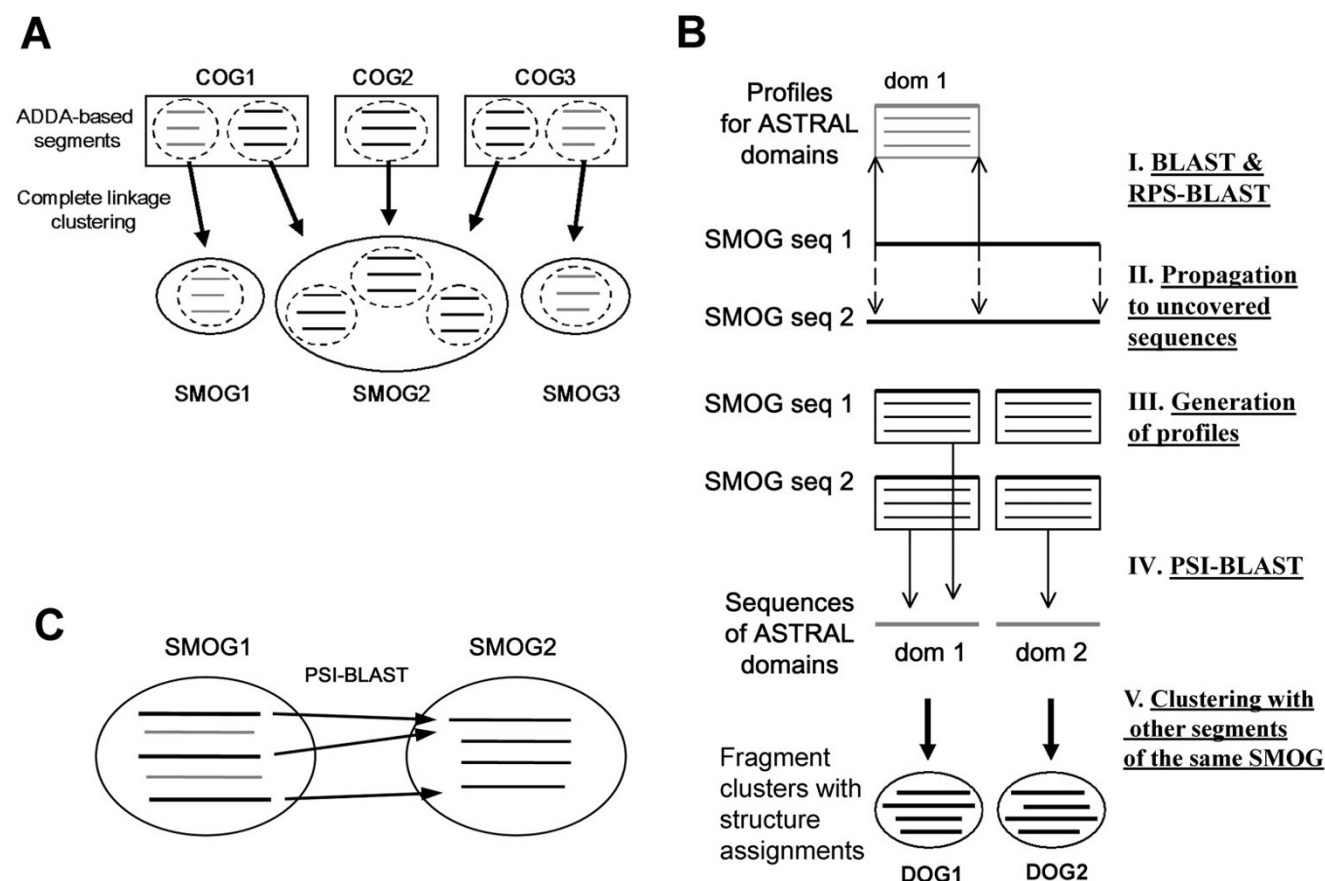 A
COG1 COG2 COG3
ADDA-based
segments
Complete linkage
clustering
SMOG1 SMOG2 SMOG3
B
dom 1
Profiles
for ASTRAL
domains
I. BLAST &
RPS-BLAST
SMOG seq 1
II. Propagation
to uncovered
sequences
SMOG seq 2
SMOG seq 1
III. Generation
of profiles
SMOG seq 2
IV. PSI-BLAST
Sequences
of ASTRAL
domains
dom 1 dom 2
V. Clustering with
other segments
of the same SMOG
Fragment
clusters with
structure
assignments
DOG1 DOG2
C
SMOG1 SMOG2
PSI-BLAST